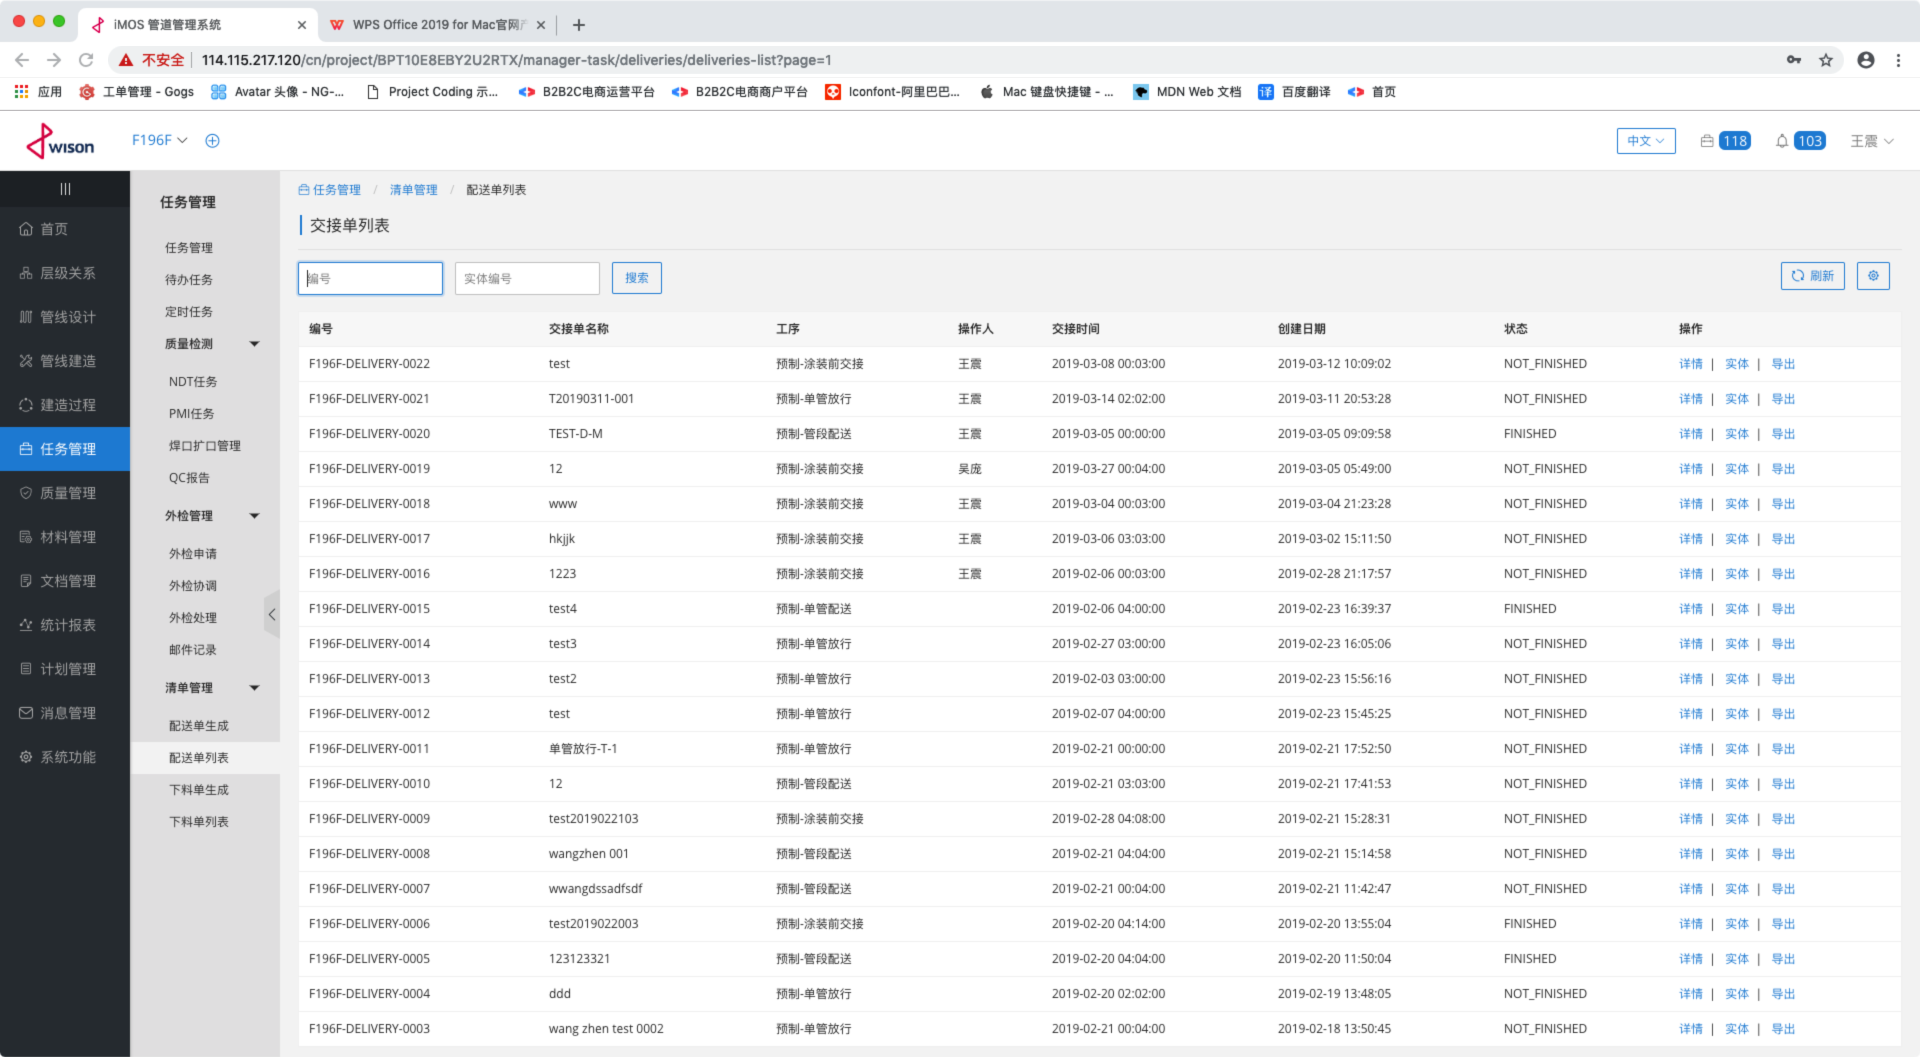 iMOS 管道管理系统
WPS Office 2019 for Mac官网
不安全 114.115.217.120/cn/project/BPT10E8EBY2U2RTX/manager-task/deliveries/deliveries-list?page=1
应用 工单管理 - Gogs Avatar 头像 - NG-... Project Coding 示... B2B2C电商运营平台 B2B2C电商商户平台 Iconfont-阿里巴巴... Mac 键盘快捷键 - ... MDN Web 文档 译 百度翻译 首页
wison F196F 中文 118 103 王震
任务管理 / 清单管理 / 配送单列表
交接单列表
编号 实体编号 搜索 刷新
首页
层级关系
管线设计
管线建造
建造过程
任务管理
质量管理
材料管理
文档管理
统计报表
计划管理
消息管理
系统功能
任务管理
任务管理
待办任务
定时任务
质量检测
NDT任务
PMI任务
焊口扩口管理
QC报告
外检管理
外检申请
外检协调
外检处理
邮件记录
清单管理
配送单生成
配送单列表
下料单生成
下料单列表
编号 交接单名称 工序 操作人 交接时间 创建日期 状态 操作
F196F-DELIVERY-0022 test 预制-涂装前交接 王震 2019-03-08 00:03:00 2019-03-12 10:09:02 NOT_FINISHED 详情 | 实体 | 导出
F196F-DELIVERY-0021 T20190311-001 预制-单管放行 王震 2019-03-14 02:02:00 2019-03-11 20:53:28 NOT_FINISHED 详情 | 实体 | 导出
F196F-DELIVERY-0020 TEST-D-M 预制-管段配送 王震 2019-03-05 00:00:00 2019-03-05 09:09:58 FINISHED 详情 | 实体 | 导出
F196F-DELIVERY-0019 12 预制-涂装前交接 吴庞 2019-03-27 00:04:00 2019-03-05 05:49:00 NOT_FINISHED 详情 | 实体 | 导出
F196F-DELIVERY-0018 www 预制-涂装前交接 王震 2019-03-04 00:03:00 2019-03-04 21:23:28 NOT_FINISHED 详情 | 实体 | 导出
F196F-DELIVERY-0017 hkjjk 预制-涂装前交接 王震 2019-03-06 03:03:00 2019-03-02 15:11:50 NOT_FINISHED 详情 | 实体 | 导出
F196F-DELIVERY-0016 1223 预制-涂装前交接 王震 2019-02-06 00:03:00 2019-02-28 21:17:57 NOT_FINISHED 详情 | 实体 | 导出
F196F-DELIVERY-0015 test4 预制-单管配送 2019-02-06 04:00:00 2019-02-23 16:39:37 FINISHED 详情 | 实体 | 导出
F196F-DELIVERY-0014 test3 预制-单管放行 2019-02-27 03:00:00 2019-02-23 16:05:06 NOT_FINISHED 详情 | 实体 | 导出
F196F-DELIVERY-0013 test2 预制-单管放行 2019-02-03 03:00:00 2019-02-23 15:56:16 NOT_FINISHED 详情 | 实体 | 导出
F196F-DELIVERY-0012 test 预制-单管放行 2019-02-07 04:00:00 2019-02-23 15:45:25 NOT_FINISHED 详情 | 实体 | 导出
F196F-DELIVERY-0011 单管放行-T-1 预制-单管放行 2019-02-21 00:00:00 2019-02-21 17:52:50 NOT_FINISHED 详情 | 实体 | 导出
F196F-DELIVERY-0010 12 预制-管段配送 2019-02-21 03:03:00 2019-02-21 17:41:53 NOT_FINISHED 详情 | 实体 | 导出
F196F-DELIVERY-0009 test2019022103 预制-涂装前交接 2019-02-28 04:08:00 2019-02-21 15:28:31 NOT_FINISHED 详情 | 实体 | 导出
F196F-DELIVERY-0008 wangzhen 001 预制-管段配送 2019-02-21 04:04:00 2019-02-21 15:14:58 NOT_FINISHED 详情 | 实体 | 导出
F196F-DELIVERY-0007 wwangdssadfsdf 预制-管段配送 2019-02-21 00:04:00 2019-02-21 11:42:47 NOT_FINISHED 详情 | 实体 | 导出
F196F-DELIVERY-0006 test2019022003 预制-涂装前交接 2019-02-20 04:14:00 2019-02-20 13:55:04 FINISHED 详情 | 实体 | 导出
F196F-DELIVERY-0005 123123321 预制-管段配送 2019-02-20 04:04:00 2019-02-20 11:50:04 FINISHED 详情 | 实体 | 导出
F196F-DELIVERY-0004 ddd 预制-单管放行 2019-02-20 02:02:00 2019-02-19 13:48:05 NOT_FINISHED 详情 | 实体 | 导出
F196F-DELIVERY-0003 wang zhen test 0002 预制-单管放行 2019-02-21 00:04:00 2019-02-18 13:50:45 NOT_FINISHED 详情 | 实体 | 导出